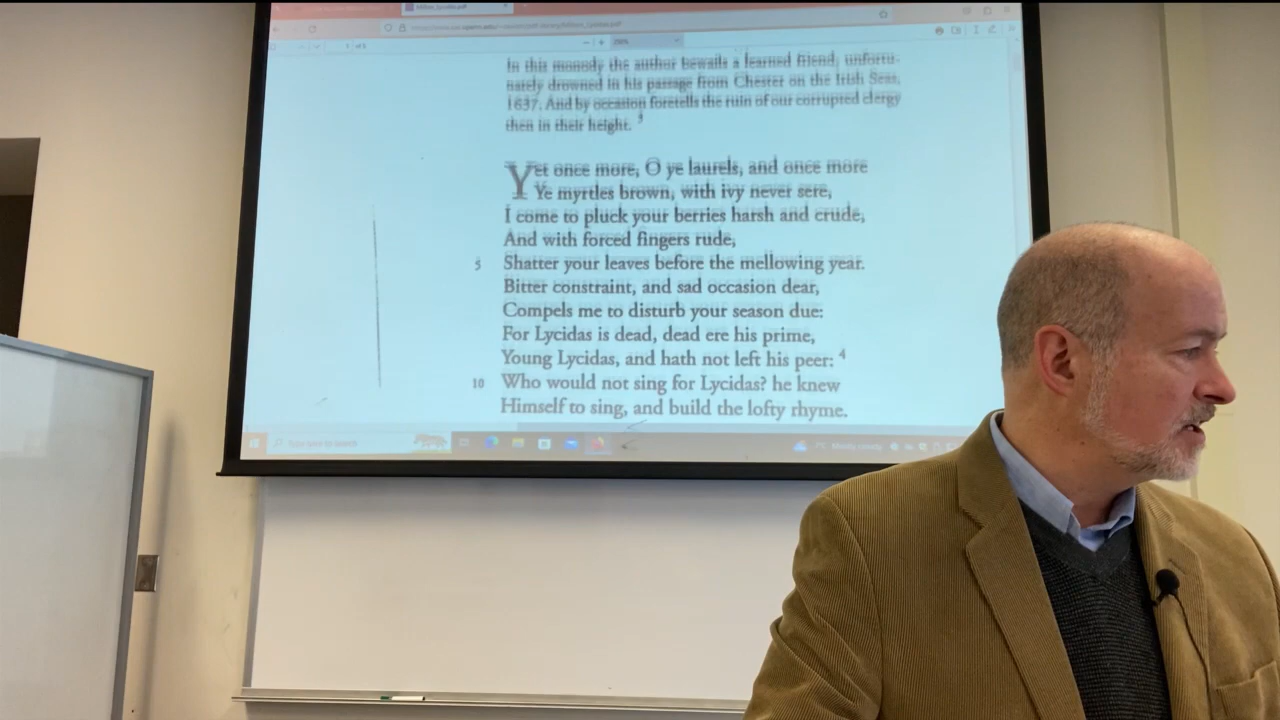 Milton_Lycidas.pdf
In this monody the author bewails a learned friend, unfortu-
nately drowned in his passage from Chester on the Irish Seas,
1637. And by occasion foretells the ruin of our corrupted clergy
then in their height. 3
Yet once more, O ye laurels, and once more
Ye myrtles brown, with ivy never sere,
I come to pluck your berries harsh and crude,
And with forced fingers rude,
5 Shatter your leaves before the mellowing year.
Bitter constraint, and sad occasion dear,
Compels me to disturb your season due:
For Lycidas is dead, dead ere his prime,
Young Lycidas, and hath not left his peer: 4
10 Who would not sing for Lycidas? he knew
Himself to sing, and build the lofty rhyme.
Type here to search